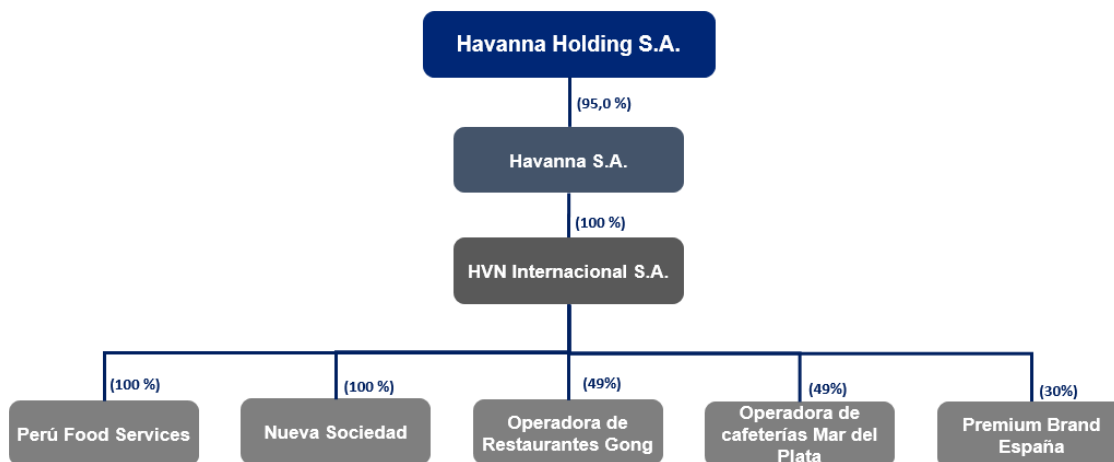 Havanna Holding S.A.
(95,0 %)
Havanna S.A.
(100 %)
HVN Internacional S.A.
(100 %)
(100 %)
(49%)
(49%)
(30%)
Perú Food Services
Nueva Sociedad
Operadora de
Restaurantes Gong
Operadora de
cafeterías Mar del
Plata
Premium Brand
España